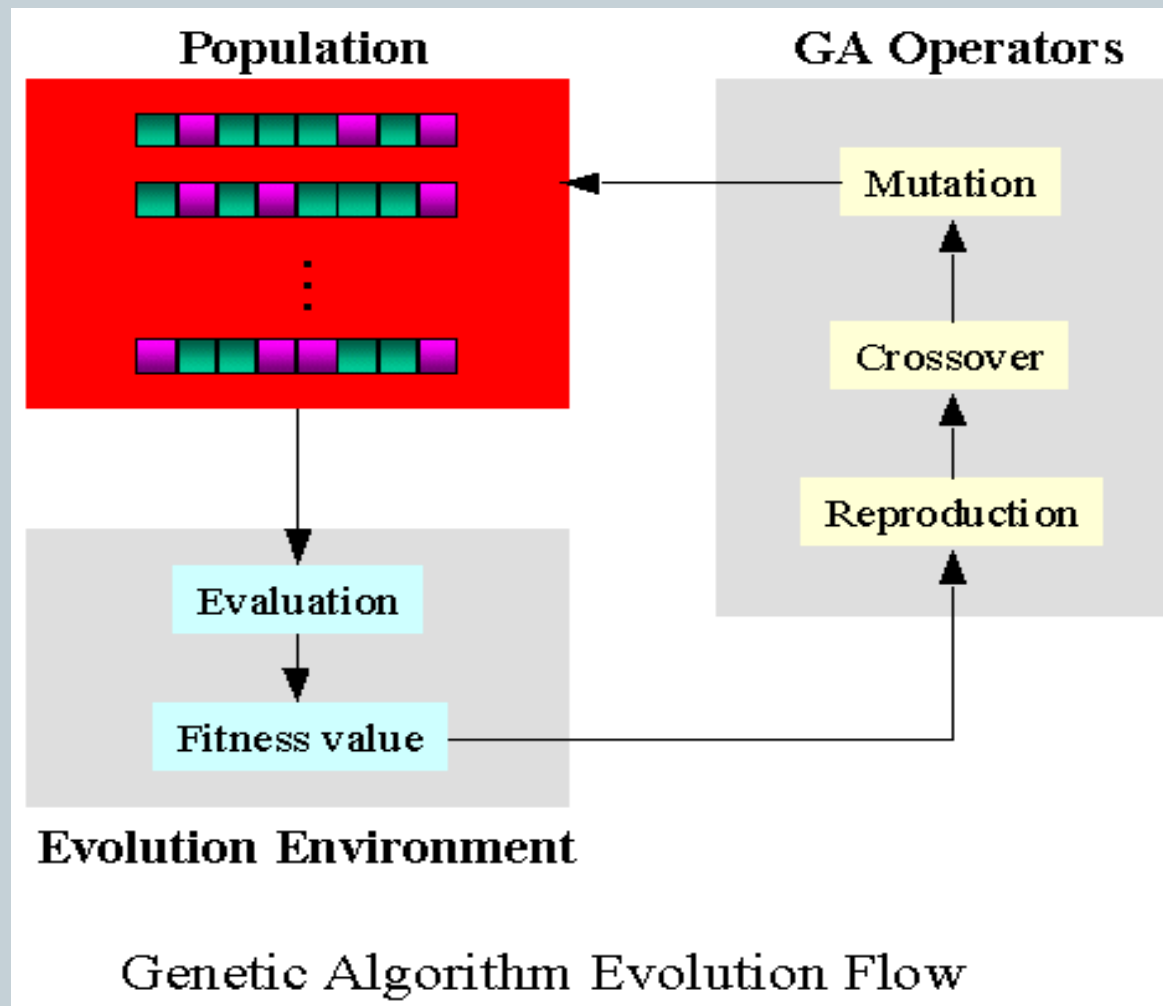 Population
GA Operators
Mutation
Crossover
Reproduction
Evaluation
Fitness value
Evolution Environment
Genetic Algorithm Evolution Flow